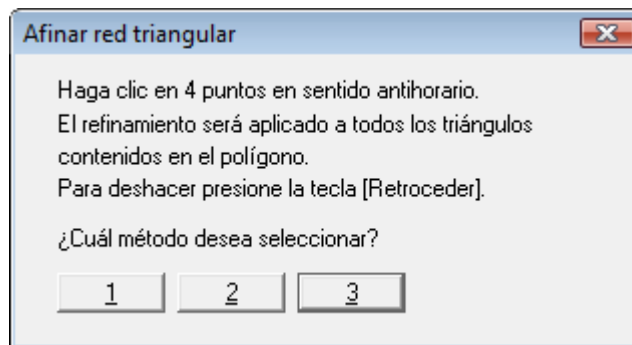 Afinar red triangular
Haga clic en 4 puntos en sentido antihorario.
El refinamiento será aplicado a todos los triángulos
contenidos en el polígono.
Para deshacer presione la tecla [Retroceder].
¿Cuál método desea seleccionar?
1 2 3